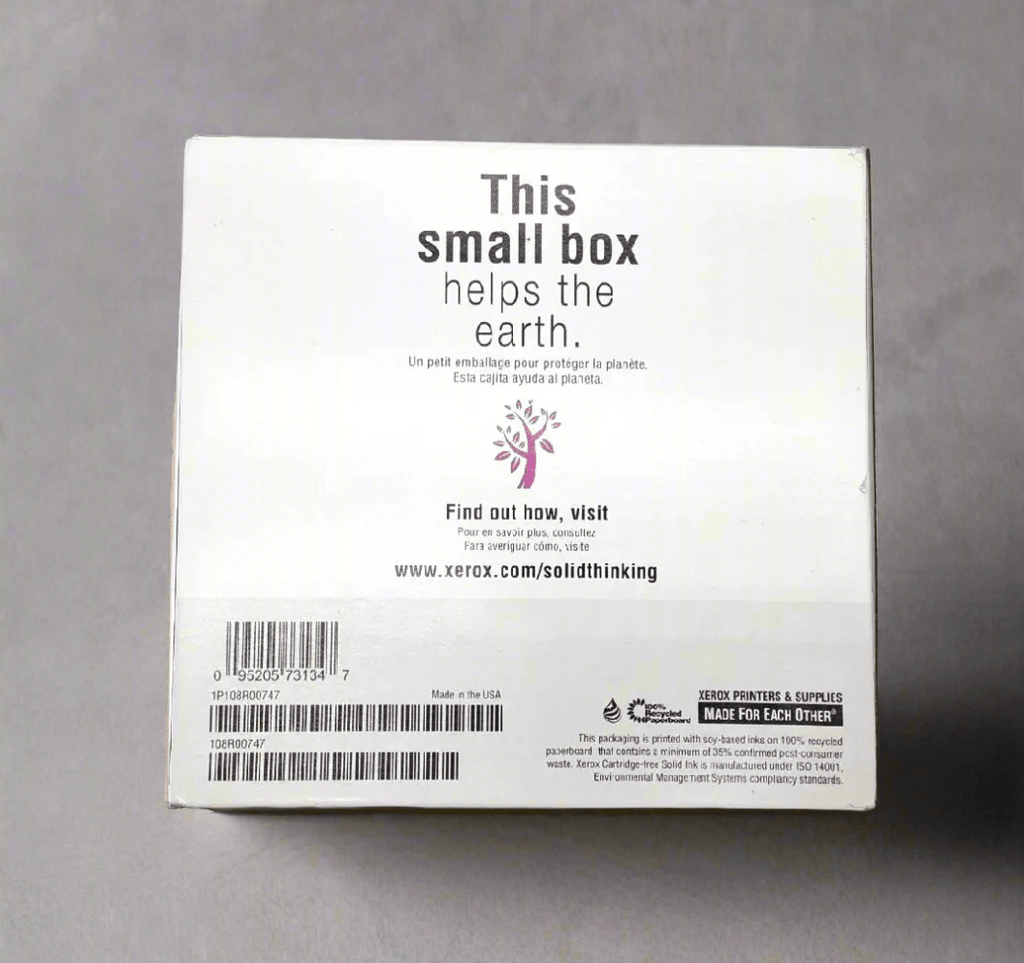 This
small box
helps the
earth.
Un petit emballage pour protéger la planète.
Esta cajita ayuda al planeta.
Find out how, visit
Pour en savoir plus, consultez
Para averiguar cómo, visite
www.xerox.com/solidthinking
0 95205 73134 7
1P108R00747
Made in the USA
108R00747
100%
Recycled
Paperboard
XEROX PRINTERS & SUPPLIES
MADE FOR EACH OTHER®
This packaging is printed with soy-based inks on 100% recycled
paperboard that contains a minimum of 35% confirmed post-consumer
waste. Xerox Cartridge-free Solid Ink is manufactured under ISO 14001,
Environmental Management Systems compliancy standards.